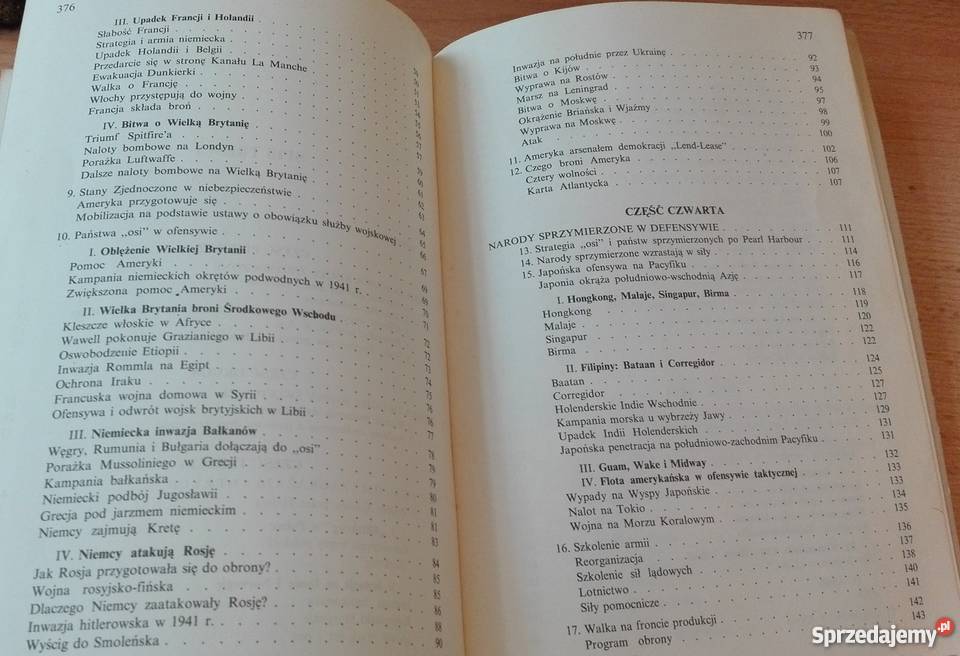 376
III. Upadek Francji i Holandii
Słabość Francji
Strategia i armia niemiecka
Upadek Holandii i Belgii
Przedarcie się w stronę Kanału La Manche
Ewakuacja Dunkierki
Walka o Francję
Włochy przystępują do wojny
Francja składa broń
IV. Bitwa o Wielką Brytanię
Triumf Spitfire'a
Naloty bombowe na Londyn
Porażka Luftwaffe
Dalsze naloty bombowe na Wielką Brytanię
9. Stany Zjednoczone w niebezpieczeństwie
Ameryka przygotowuje się
Mobilizacja na podstawie ustawy o obowiązku służby wojskowej
10. Państwa „osi” w ofensywie
I. Oblężenie Wielkiej Brytanii
Pomoc Ameryki
Kampania niemieckich okrętów podwodnych w 1941 r.
Zwiększona pomoc Ameryki
II. Wielka Brytania broni Środkowego Wschodu
Kleszcze włoskie w Afryce
Wawell pokonuje Grazianiego w Libii
Oswobodzenie Etiopii
Inwazja Rommla na Egipt
Ochrona Iraku
Francuska wojna domowa w Syrii
Ofensywa i odwrót wojsk brytyjskich w Libii
III. Niemiecka inwazja Bałkanów
Węgry, Rumunia i Bułgaria dołączają do „osi”
Porażka Mussoliniego w Grecji
Kampania bałkańska
Niemiecki podbój Jugosławii
Grecja pod jarzmem niemieckim
Niemcy zajmują Kretę 83
IV. Niemcy atakują Rosję 84
Jak Rosja przygotowała się do obrony? 85
Wojna rosyjsko-fińska 85
Dlaczego Niemcy zaatakowały Rosję? 86
Inwazja hitlerowska w 1941 r. 88
Wyścig do Smoleńska 90
377
Inwazja na południe przez Ukrainę 92
Bitwa o Kijów 93
Wyprawa na Rostów 94
Marsz na Leningrad 95
Bitwa o Moskwę 97
Okrążenie Briańska i Wjaźmy 98
Wyprawa na Moskwę 99
Atak 100
11. Ameryka arsenałem demokracji „Lend-Lease” 102
12. Czego broni Ameryka 106
Cztery wolności 107
Karta Atlantycka 107
CZĘŚĆ CZWARTA
NARODY SPRZYMIERZONE W DEFENSYWIE 111
13. Strategia „osi” i państw sprzymierzonych po Pearl Harbour 111
14. Narody sprzymierzone wzrastają w siły 114
15. Japońska ofensywa na Pacyfiku 116
Japonia okrąża południowo-wschodnią Azję 117
I. Hongkong, Malaje, Singapur, Birma 118
Hongkong 119
Malaje 120
Singapur 122
Birma 122
II. Filipiny: Bataan i Corregidor 124
Baatan 125
Corregidor 127
Holenderskie Indie Wschodnie 127
Kampania morska u wybrzeży Jawy 129
Upadek Indii Holenderskich 131
Japońska penetracja na południowo-zachodnim Pacyfiku 131
III. Guam, Wake i Midway 132
IV. Flota amerykańska w ofensywie taktycznej 133
Wypady na Wyspy Japońskie 133
Nalot na Tokio 134
Wojna na Morzu Koralowym 135
16. Szkolenie armii 136
Reorganizacja 137
Szkolenie sił lądowych 138
Lotnictwo 140
Siły pomocnicze 141
17. Walka na froncie produkcji 142
Program obrony 143
Sprzedajemy.pl